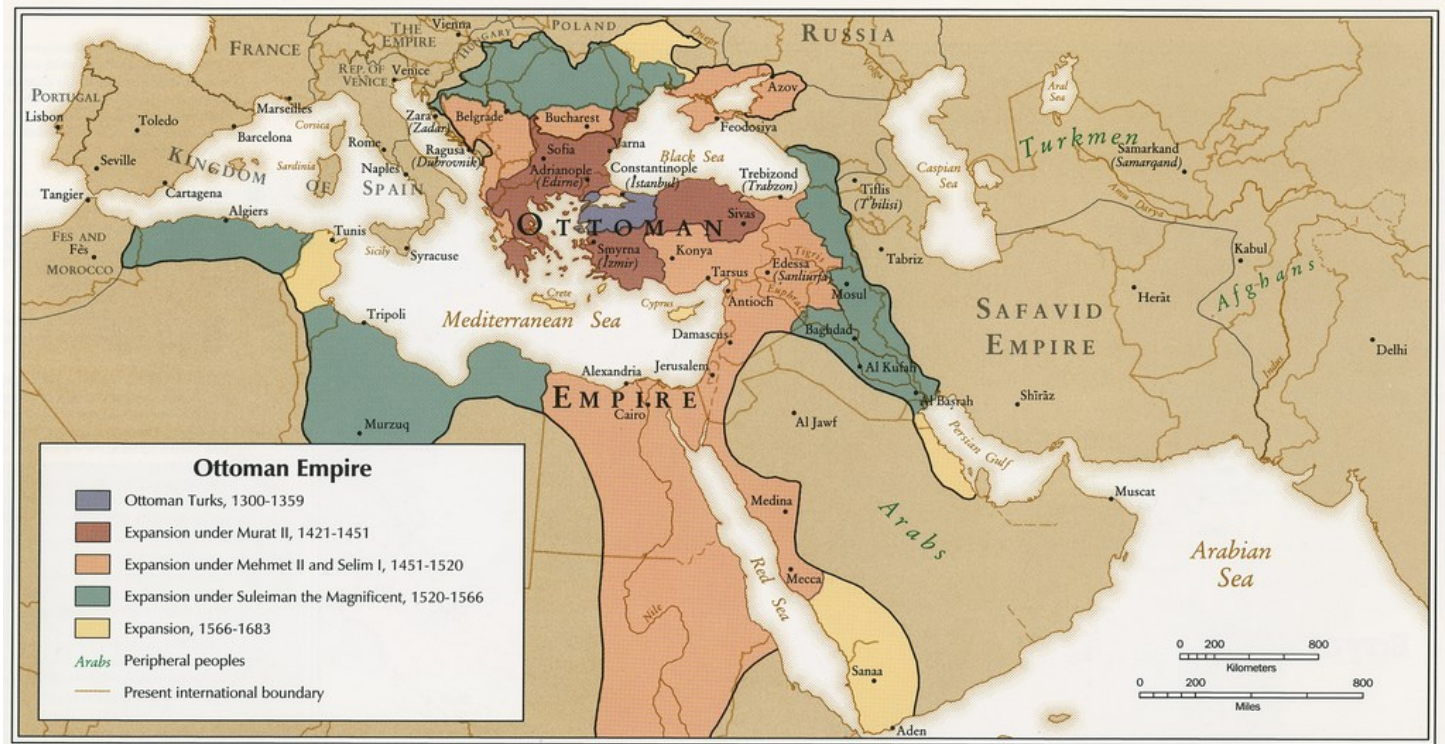 Vienna
POLAND
THE
EMPIRE
HUNGARY
Dnepr
RUSSIA
Volga
FRANCE
REP. OF
VENICE
Venice
PORTUGAL
Lisbon
Marseilles
Toledo
Barcelona
Corsica
Zara
(Zadar)
Belgrade
Bucharest
Azov
Feodosiya
Aral
Sea
Turkmen
Seville
KINGDOM
OF
SPAIN
Sardinia
Rome
Naples
Ragusa
(Dubrovnik)
Sofia
Varna
Black Sea
Adrianople
(Edirne)
Constantinople
(İstanbul)
Trebizond
(Trabzon)
Tiflis
(T'bilisi)
Caspian
Sea
Samarkand
(Samarqand)
Amu Darya
Tangier
Cartagena
Algiers
FES AND
Fès
MOROCCO
Tunis
Sicily
Syracuse
OTTOMAN
Sivas
Smyrna
(İzmir)
Konya
Tarsus
Tigris
Edessa
(Sanliurfa)
Euphrates
Tabriz
Kabul
Afghans
Crete
Cyprus
Antioch
Mosul
SAFAVID
EMPIRE
Herāt
Tripoli
Mediterranean Sea
Damascus
Baghdad
Indus
Delhi
Alexandria
Jerusalem
Al Kufah
EMPIRE
Cairo
Al Baṣrah
Shīrāz
Murzuq
Al Jawf
Persian Gulf
Ottoman Empire
Ottoman Turks, 1300-1359
Expansion under Murat II, 1421-1451
Expansion under Mehmet II and Selim I, 1451-1520
Expansion under Suleiman the Magnificent, 1520-1566
Expansion, 1566-1683
Arabs Peripheral peoples
Present international boundary
Medina
Muscat
Arabs
Arabian
Sea
Red Sea
Mecca
Nile
Sanaa
Aden
0 200 800
Kilometers
0 200 800
Miles